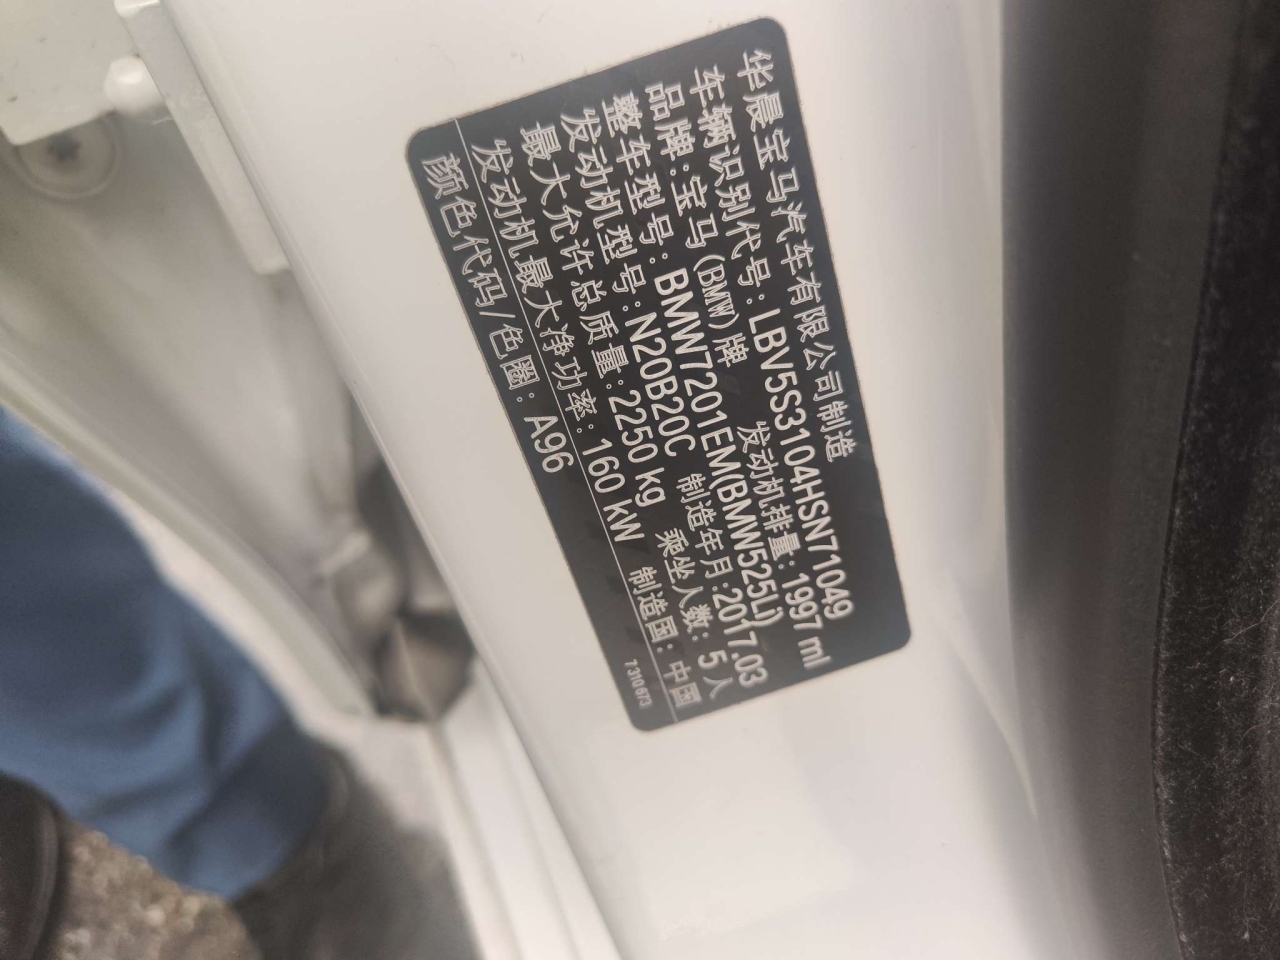 华晨宝马汽车有限公司制造
车辆识别代号：LBV5S3104HSN71049
品牌：宝马(BMW)牌 发动机排量：1997 ml
整车型号：BMW7201EM(BMW525Li)
发动机型号：N20B20C 制造年月：2017.03
最大允许总质量：2250 kg 乘坐人数：5人
发动机最大净功率：160 kW 制造国：中国
颜色代码/色圈：A96 7310673